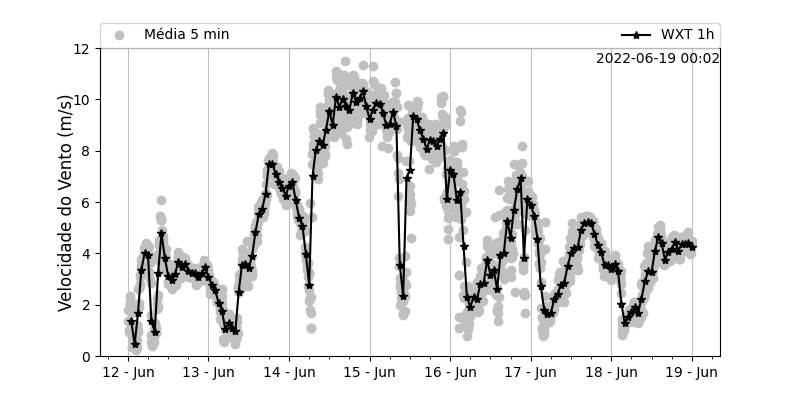 Média 5 min
WXT 1h
2022-06-19 00:02
Velocidade do Vento (m/s)
12
10
8
6
4
2
0
12 - Jun 13 - Jun 14 - Jun 15 - Jun 16 - Jun 17 - Jun 18 - Jun 19 - Jun